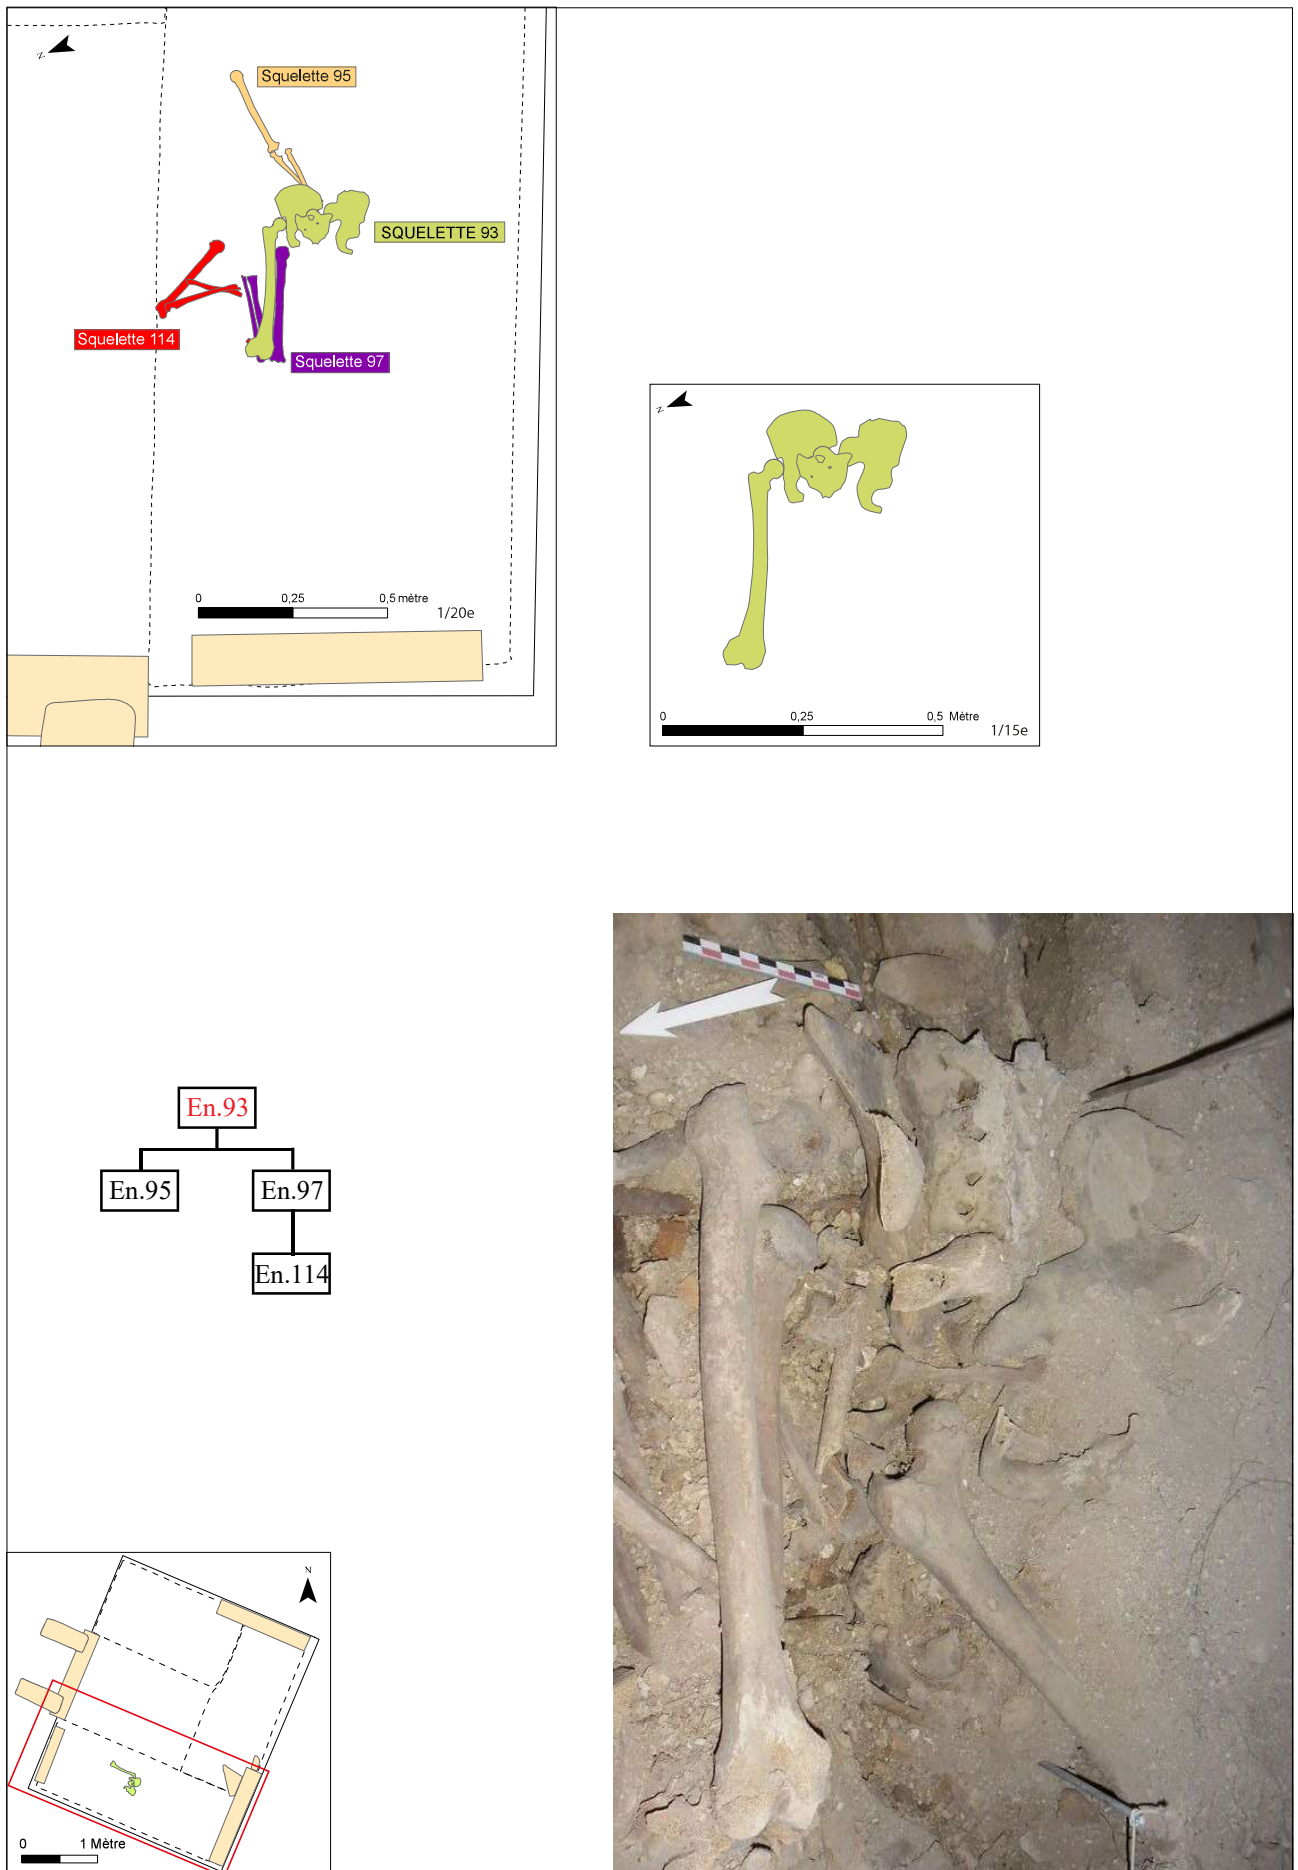 N
Squelette 95
SQUELETTE 93
Squelette 114
Squelette 97
0 0,25 0,5 mètre
1/20e
N
0 0,25 0,5 Mètre
1/15e
En.93
En.95 En.97
En.114
N
0 1 Mètre